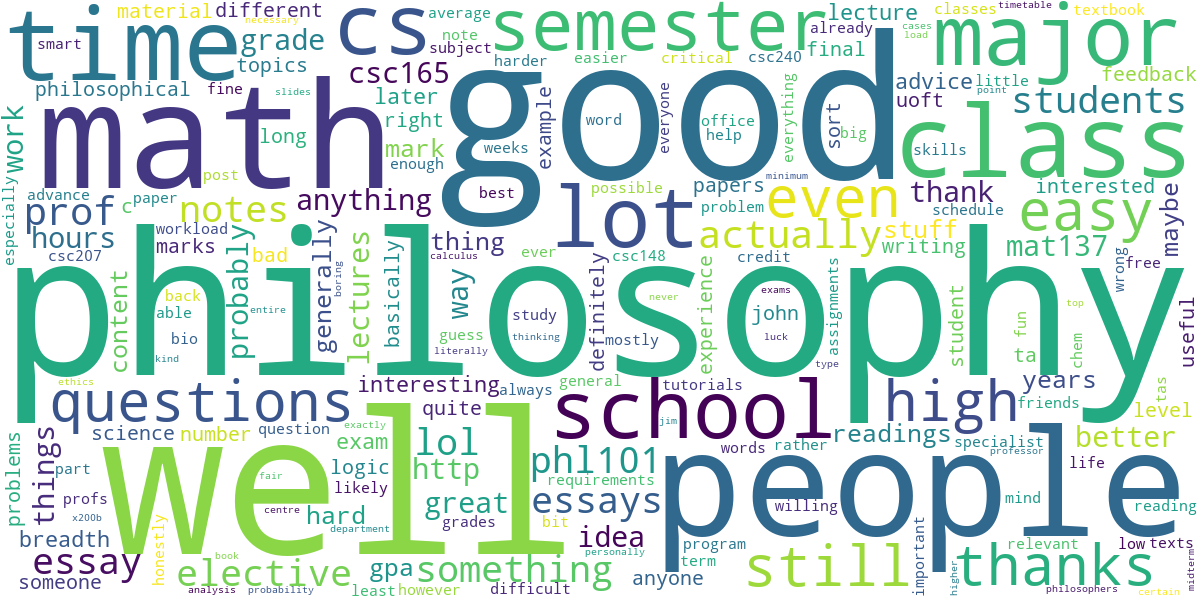 smart material different average lecture classes timetable textbook
necessary
time grade cs note semester already cases major
subject load
topics harder easier critical csc240 final
philosophical fine slides csc165 feedback
advice little students
later point
uoft
math long right word office good everyone everything sort class
help big
work mark example weeks skills
enough
post minimum
advance paper anything best possible papers even thank interested
especially prof c notes lot problem schedule easy maybe
hours workload thing actually stuff
marks writing mat137
csc207 bad generally lectures basically calculus ever csc148 credit free wrong
probably boring way definitely experience assignments student
content back entire guess never exams top useful
able study john fun
bio philosophy luck ta chem
kind literally thinking mostly type
ethics interesting general tutorials years tas
questions always school high friends
quite jim level
science number question exactly lol words rather readings specialist better
problems things exam professor
part logic http phl101 requirements life
fair likely
profs great essays willing people mind reading
x200b well centre grades
department hard bit
breadth honestly idea program relevant low texts
essay book personally term important
someone elective gpa something anyone still higher thanks midterm
analysis probability least however difficult philosophers certain